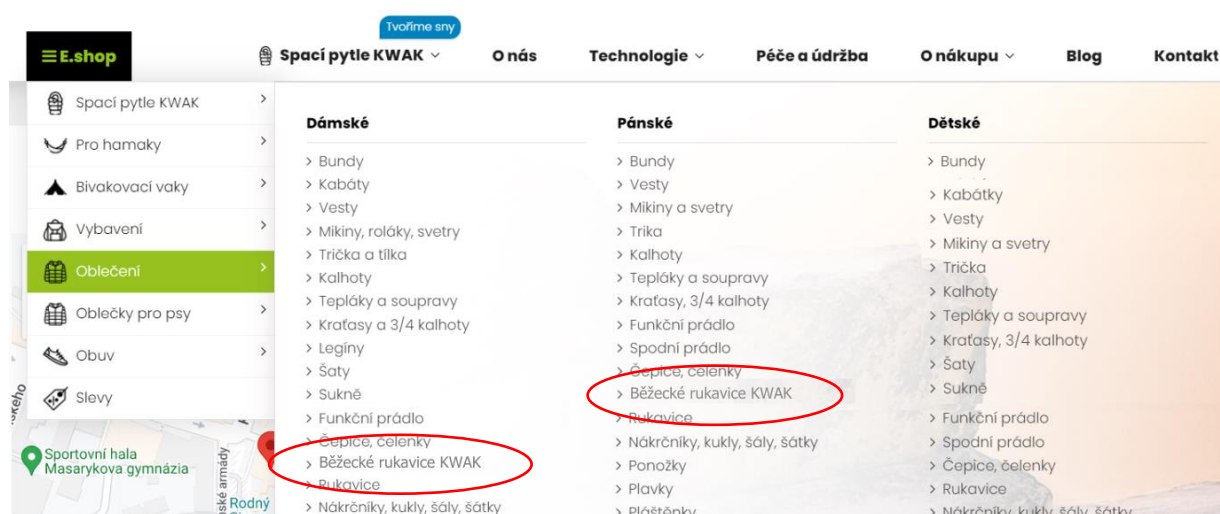 Tvoříme sny
E.shop
Spací pytle KWAK
O nás
Technologie
Péče a údržba
O nákupu
Blog
Kontakt
Spací pytle KWAK
Pro hamaky
Bivakovací vaky
Vybavení
Oblečení
Oblečky pro psy
Obuv
Slevy
Dámské
> Bundy
> Kabáty
> Vesty
> Mikiny, roláky, svetry
> Trička a tílka
> Kalhoty
> Tepláky a soupravy
> Kraťasy a 3/4 kalhoty
> Legíny
> Šaty
> Sukně
> Funkční prádlo
> Čepice, čelenky
> Běžecké rukavice KWAK
> Rukavice
> Nákrčníky, kukly, šály, šátky
Pánské
> Bundy
> Vesty
> Mikiny a svetry
> Trika
> Kalhoty
> Tepláky a soupravy
> Kraťasy, 3/4 kalhoty
> Funkční prádlo
> Spodní prádlo
> Čepice, čelenky
> Běžecké rukavice KWAK
> Rukavice
> Nákrčníky, kukly, šály, šátky
> Ponožky
> Plavky
> Pláštěnky
Dětské
> Bundy
> Kabátky
> Vesty
> Mikiny a svetry
> Trička
> Kalhoty
> Tepláky a soupravy
> Kraťasy, 3/4 kalhoty
> Šaty
> Sukně
> Funkční prádlo
> Spodní prádlo
> Čepice, čelenky
> Rukavice
> Nákrčníky, kukly, šály, šátky
Sportovní hala
Masarykova gymnázia
Rodný